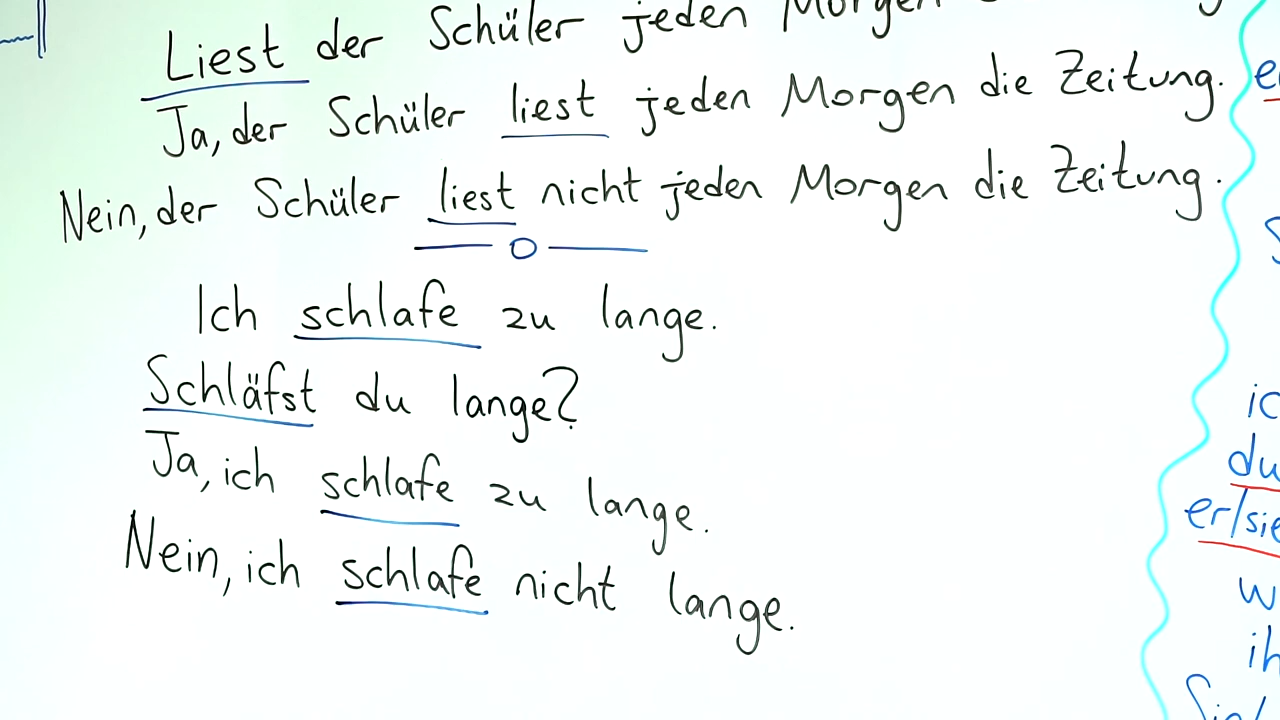 Liest der Schüler jeden Morgen
Ja, der Schüler liest jeden Morgen die Zeitung.
Nein, der Schüler liest nicht jeden Morgen die Zeitung.
Ich schlafe zu lange.
Schläfst du lange?
Ja, ich schlafe zu lange.
Nein, ich schlafe nicht lange.
du
er/sie